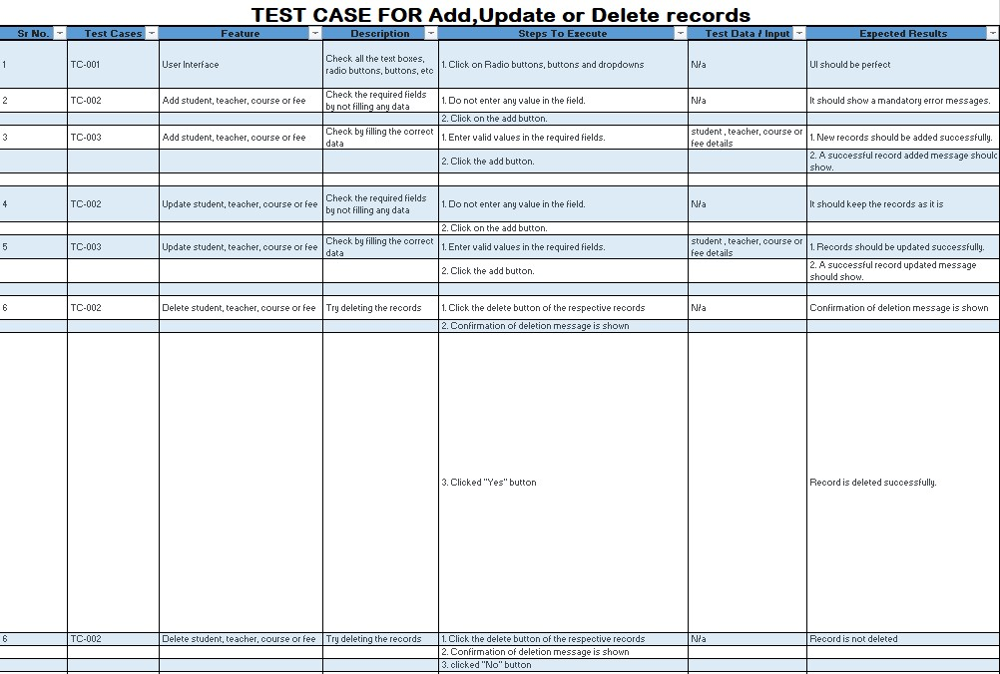 TEST CASE FOR Add,Update or Delete records
Sr No. Test Cases Feature Description Steps To Execute Test Data / Input Expected Results
1 TC-001 User Interface Check all the text boxes, radio buttons, buttons, etc 1. Click on Radio buttons, buttons and dropdowns N/a UI should be perfect
2 TC-002 Add student, teacher, course or fee Check the required fields by not filling any data 1. Do not enter any value in the field. N/a It should show a mandatory error messages.
2. Click on the add button.
3 TC-003 Add student, teacher, course or fee Check by filling the correct data 1. Enter valid values in the required fields. student , teacher, course or fee details 1. New records should be added successfully.
2. Click the add button. 2. A successful record added message should show.
4 TC-002 Update student, teacher, course or fee Check the required fields by not filling any data 1. Do not enter any value in the field. N/a It should keep the records as it is
2. Click on the add button.
5 TC-003 Update student, teacher, course or fee Check by filling the correct data 1. Enter valid values in the required fields. student , teacher, course or fee details 1. Records should be updated successfully.
2. Click the add button. 2. A successful record updated message should show.
6 TC-002 Delete student, teacher, course or fee Try deleting the records 1. Click the delete button of the respective records N/a Confirmation of deletion message is shown
2. Confirmation of deletion message is shown
3. Clicked "Yes" button Record is deleted successfully.
6 TC-002 Delete student, teacher, course or fee Try deleting the records 1. Click the delete button of the respective records N/a Record is not deleted
2. Confirmation of deletion message is shown
3. clicked "No" button